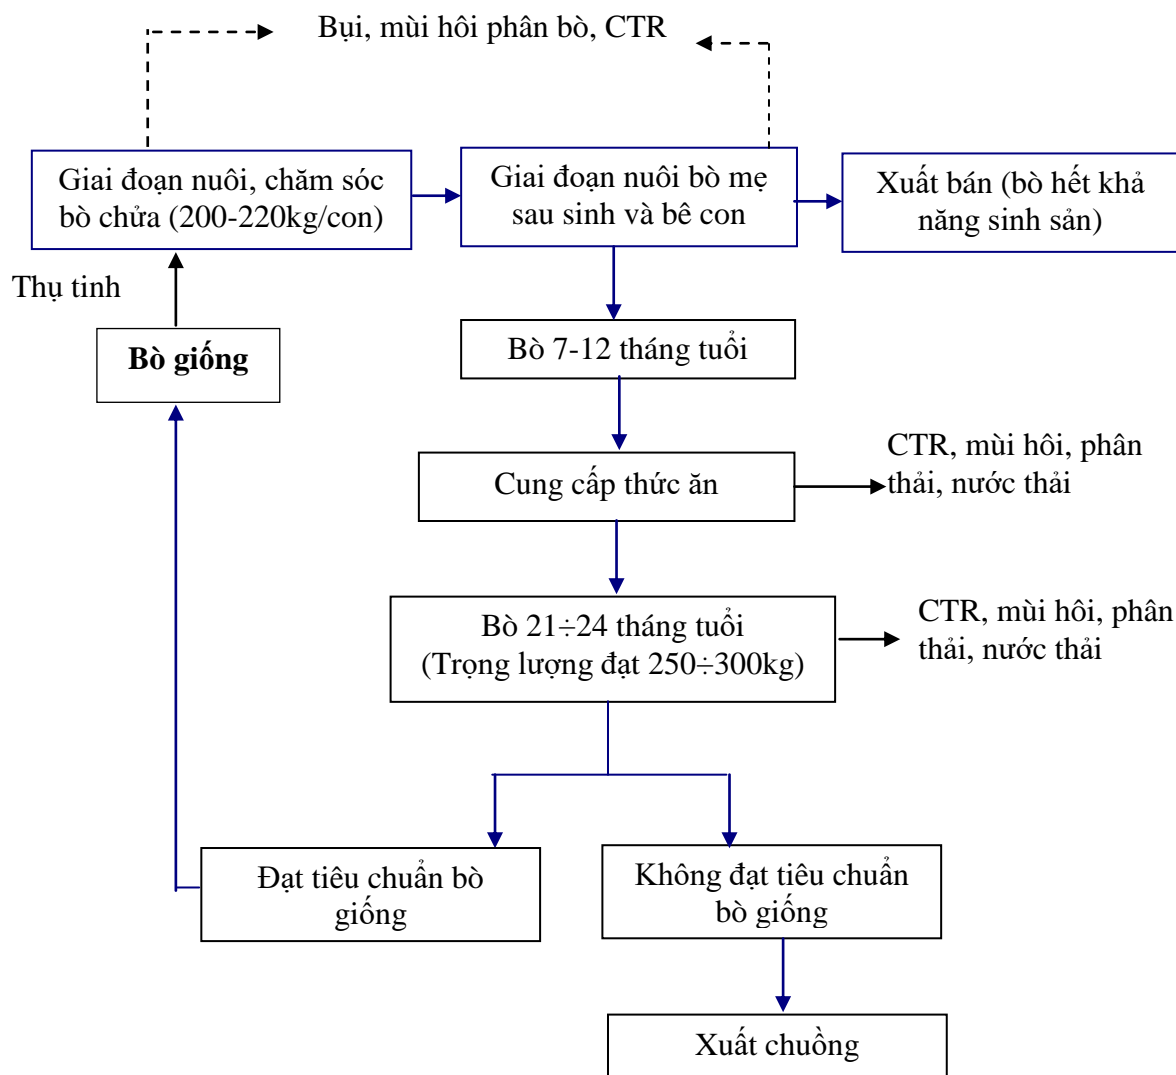 Bụi, mùi hôi phân bò, CTR
Giai đoạn nuôi, chăm sóc
bò chửa (200-220kg/con)
Giai đoạn nuôi bò mẹ
sau sinh và bê con
Xuất bán (bò hết khả
năng sinh sản)
Thụ tinh
Bò giống
Bò 7-12 tháng tuổi
Cung cấp thức ăn
CTR, mùi hôi, phân
thải, nước thải
Bò 21÷24 tháng tuổi
(Trọng lượng đạt 250÷300kg)
CTR, mùi hôi, phân
thải, nước thải
Đạt tiêu chuẩn bò
giống
Không đạt tiêu chuẩn
bò giống
Xuất chuồng